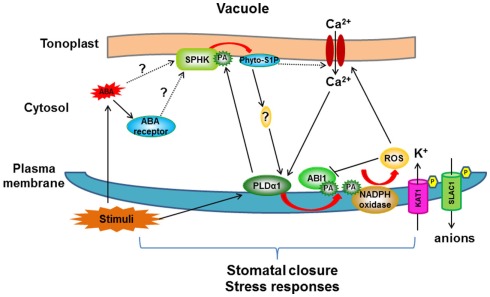 Vacuole
Tonoplast
Ca2+
SPHK
PA
Phyto-S1P
?
Ca2+
ABA
?
Cytosol
ABA
receptor
?
ROS
K+
Plasma
membrane
PLDα1
ABI1
PA
PA
NADPH
oxidase
P
P
KAT1
SLAC1
Stimuli
anions
Stomatal closure
Stress responses